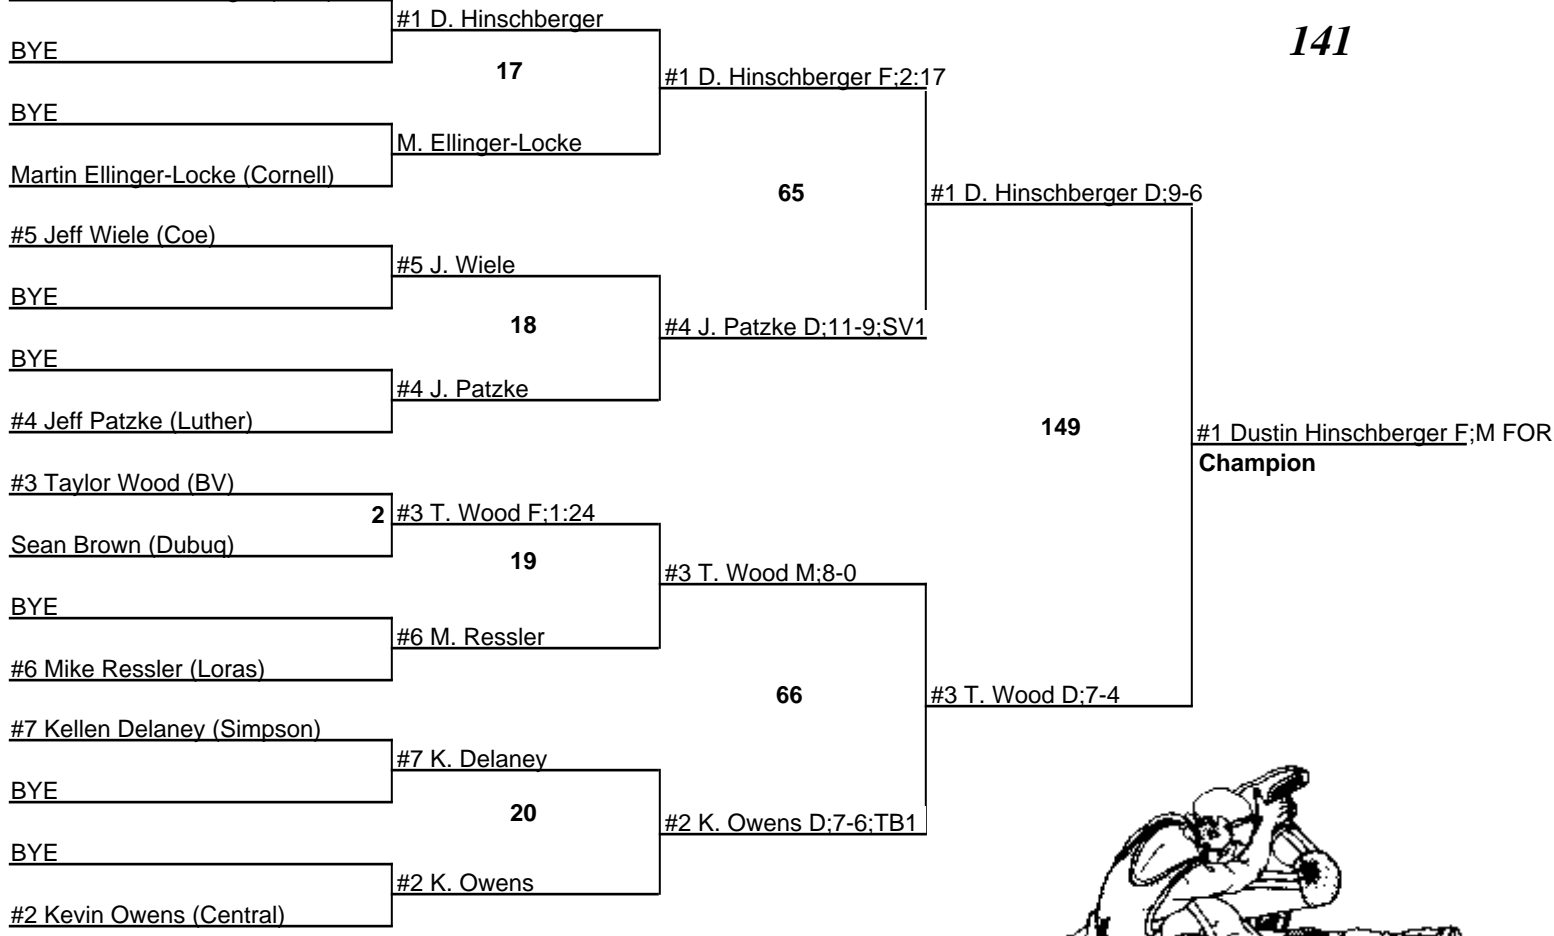 #1 D. Hinschberger
141
BYE
17
#1 D. Hinschberger F;2:17
BYE
M. Ellinger-Locke
Martin Ellinger-Locke (Cornell)
65
#1 D. Hinschberger D;9-6
#5 Jeff Wiele (Coe)
#5 J. Wiele
BYE
18
#4 J. Patzke D;11-9;SV1
BYE
#4 J. Patzke
#4 Jeff Patzke (Luther)
149
#1 Dustin Hinschberger F;M FOR
Champion
#3 Taylor Wood (BV)
2
#3 T. Wood F;1:24
Sean Brown (Dubuq)
19
#3 T. Wood M;8-0
BYE
#6 M. Ressler
#6 Mike Ressler (Loras)
66
#3 T. Wood D;7-4
#7 Kellen Delaney (Simpson)
#7 K. Delaney
BYE
20
#2 K. Owens D;7-6;TB1
BYE
#2 K. Owens
#2 Kevin Owens (Central)